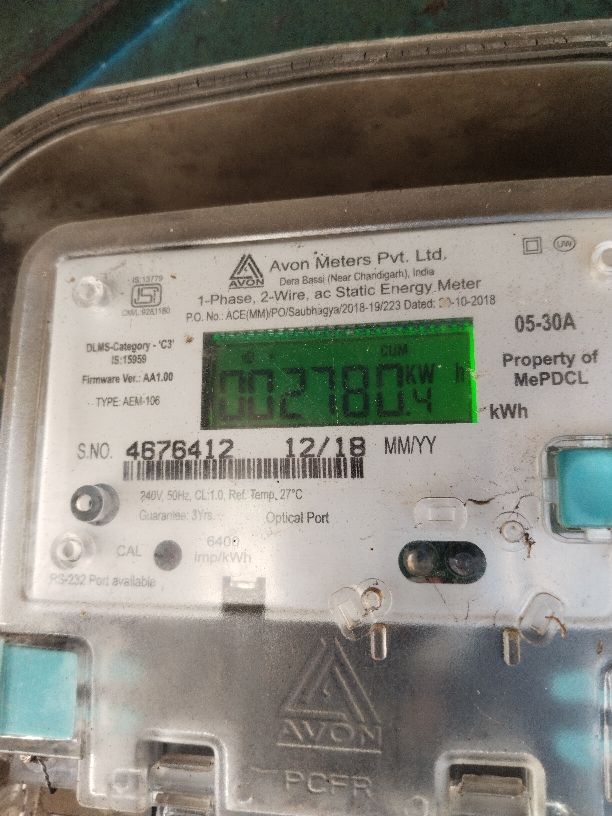 AVON
Avon Meters Pvt. Ltd.
Dera Bassi (Near Chandigarh), India
1-Phase, 2-Wire, ac Static Energy Meter
P.O. No.: ACE(MM)/PO/Saubhagya/2018-19/223 Dated: -10-2018
IS:13779
ISI
UW
05-30A
DLMS-Category - 'C3'
IS:15959
Firmware Ver.: AA1.00
TYPE: AEM-106
CUM
002780.4 KW h
kWh
Property of
MePDCL
S.NO. 4676412 12/18 MM/YY
240V, 50Hz, CL:1.0, Ref. Temp. 27°C
Guarantee: 3Yrs.
Optical Port
CAL
6400
imp/kWh
RS-232 Port available
AVON
PCFR